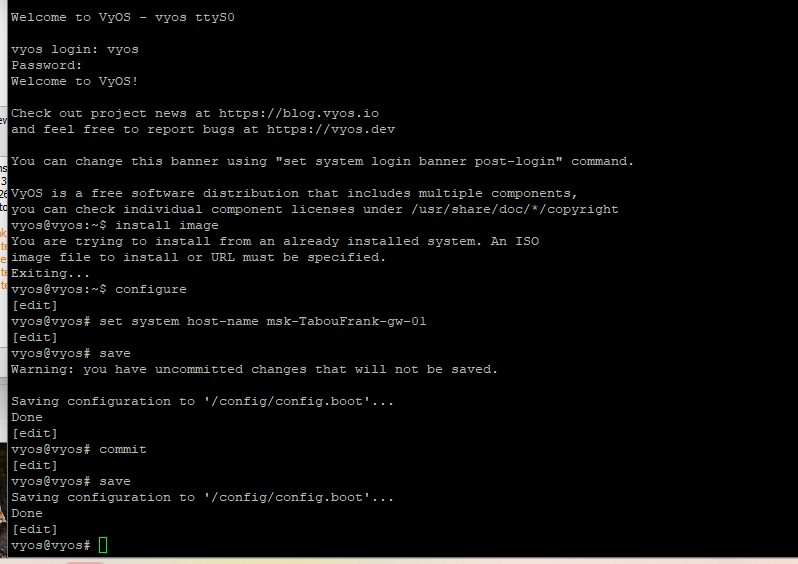 Welcome to VyOS - vyos ttyS0
vyos login: vyos
Password:
Welcome to VyOS!
Check out project news at https://blog.vyos.io
and feel free to report bugs at https://vyos.dev
You can change this banner using "set system login banner post-login" command.
VyOS is a free software distribution that includes multiple components,
you can check individual component licenses under /usr/share/doc/*/copyright
vyos@vyos:~$ install image
You are trying to install from an already installed system. An ISO
image file to install or URL must be specified.
Exiting...
vyos@vyos:~$ configure
[edit]
vyos@vyos# set system host-name msk-TabouFrank-gw-01
[edit]
vyos@vyos# save
Warning: you have uncommitted changes that will not be saved.
Saving configuration to '/config/config.boot'...
Done
[edit]
vyos@vyos# commit
[edit]
vyos@vyos# save
Saving configuration to '/config/config.boot'...
Done
[edit]
vyos@vyos#